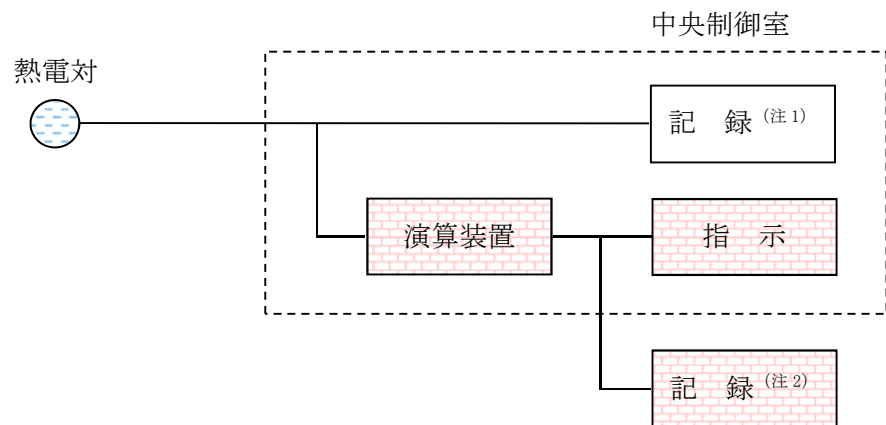 中央制御室
熱電対
記　録 (注 1)
演算装置
指　示
記　録 (注 2)